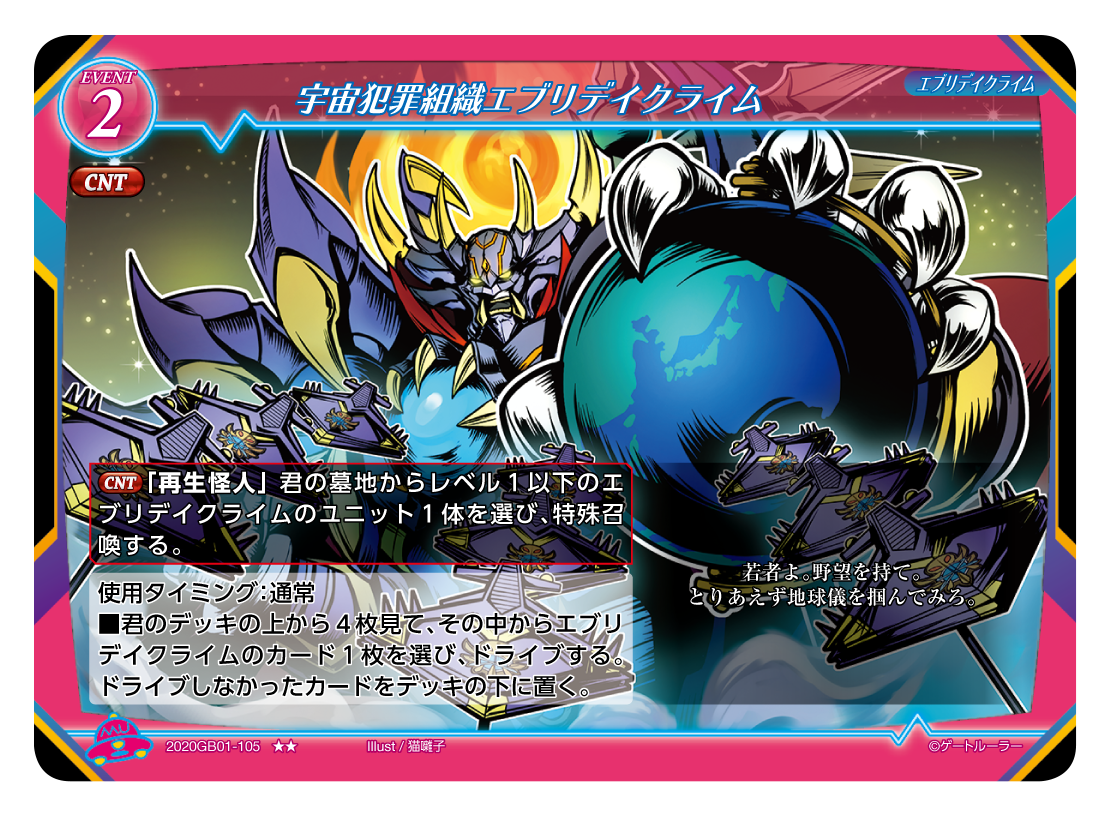 EVENT
2
宇宙犯罪組織エブリデイクライム
エブリデイクライム
CNT
CNT「再生怪人」君の墓地からレベル1以下のエ
ブリデイクライムのユニット1体を選び、特殊召
喚する。
使用タイミング:通常
■君のデッキの上から4枚見て、その中からエブリ
デイクライムのカード1枚を選び、ドライブする。
ドライブしなかったカードをデッキの下に置く。
若者よ。野望を持て。
とりあえず地球儀を掴んでみろ。
MU
2020GB01-105 ★★ Illust / 猫囃子
©ゲートルーラー